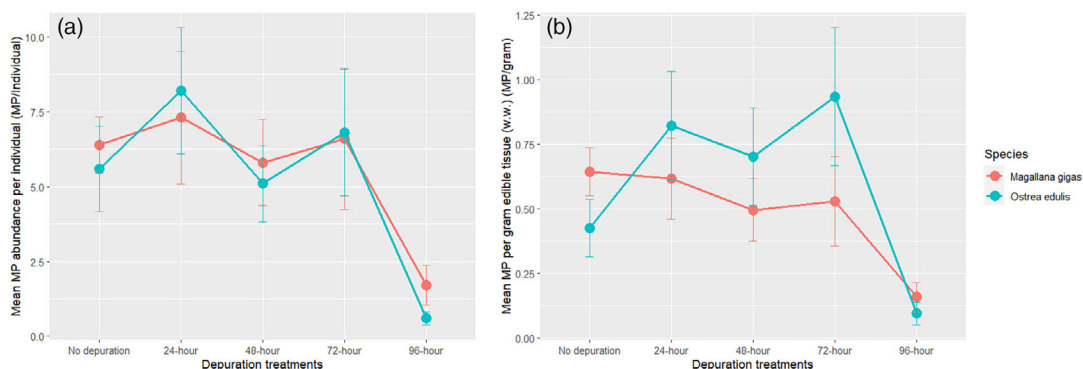 (a)
Mean MP abundance per individual (MP/individual)
10.0
7.5
5.0
2.5
0.0
No depuration 24-hour 48-hour 72-hour 96-hour
Depuration treatments
(b)
Mean MP per gram edible tissue (w.w.) (MP/gram)
1.25
1.00
0.75
0.50
0.25
0.00
No depuration 24-hour 48-hour 72-hour 96-hour
Depuration treatments
Species
Magallana gigas
Ostrea edulis